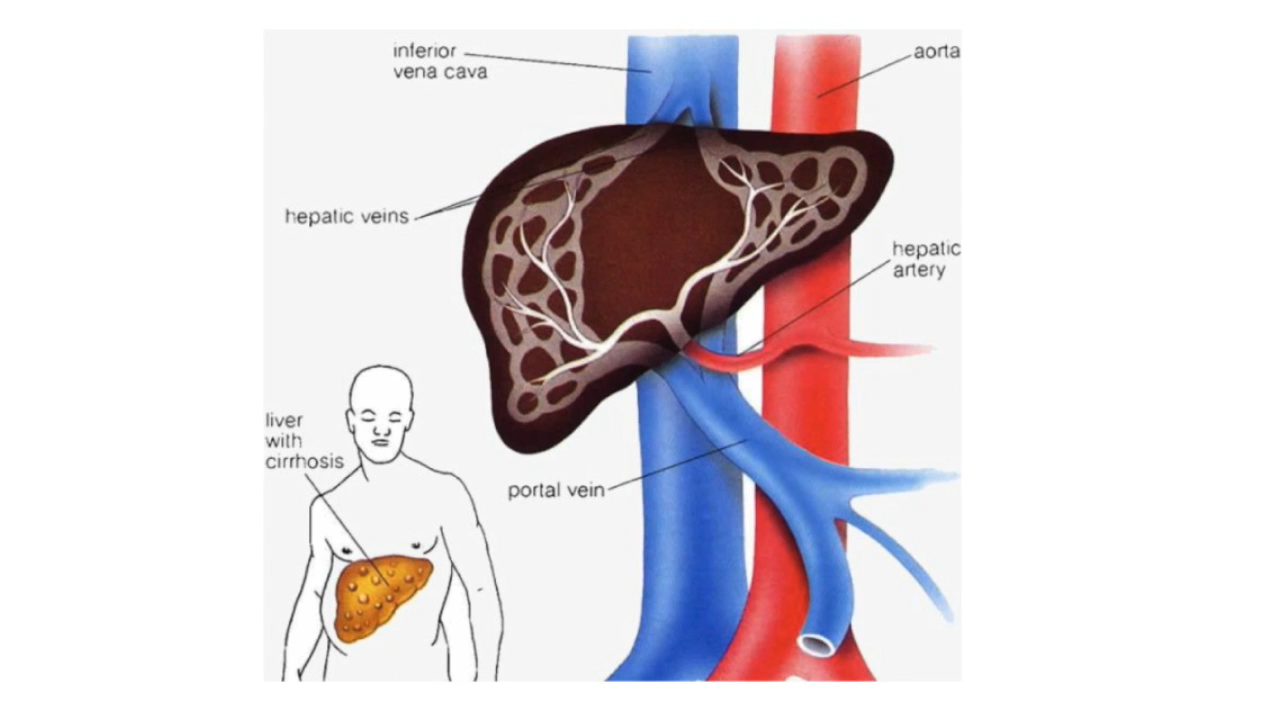 inferior
vena cava
aorta
hepatic veins
hepatic
artery
liver
with
cirrhosis
portal vein